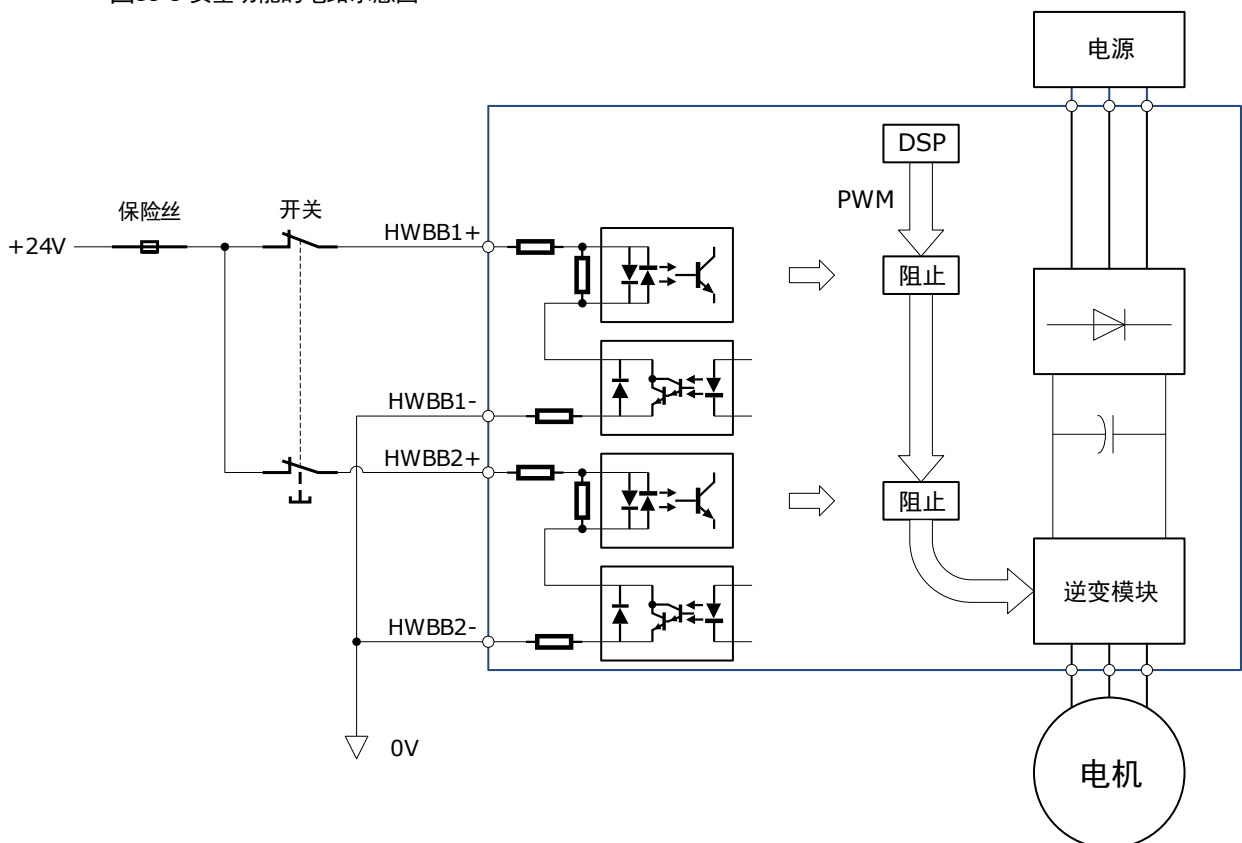 电源
DSP
PWM
保险丝
开关
+24V
HWBB1+
阻止
HWBB1-
HWBB2+
阻止
逆变模块
HWBB2-
0V
电机